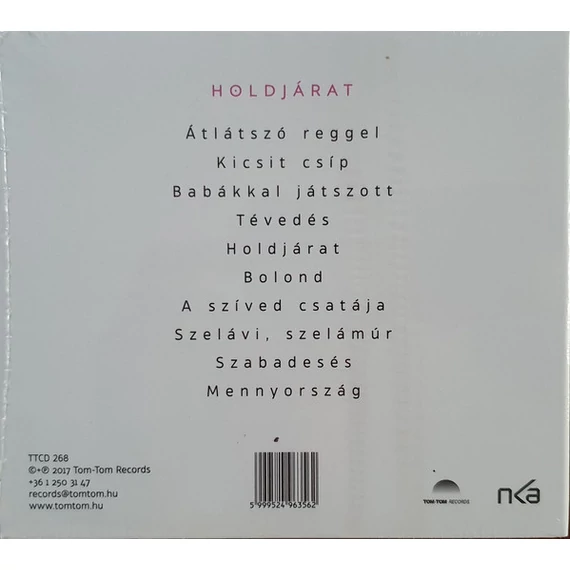 HOLDJÁRAT
Átlátszó reggel
Kicsit csíp
Babákkal játszott
Tévedés
Holdjárat
Bolond
A szíved csatája
Szelávi, szelámúr
Szabadesés
Mennyország
TTCD 268
©+℗ 2017 Tom-Tom Records
+36 1 250 31 47
records@tomtom.hu
www.tomtom.hu
5 999524 963562
TOM-TOM RECORDS
nka